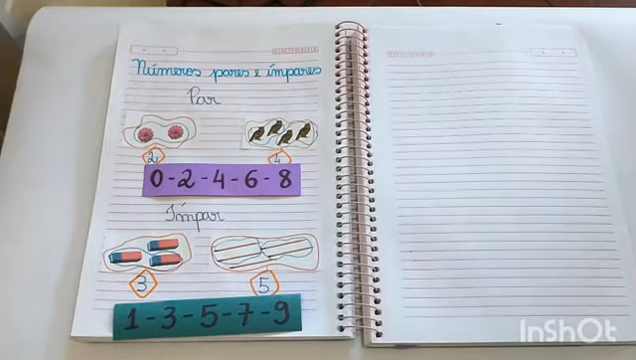 Números pares e ímpares
Par
2 4
0-2-4-6-8
Ímpar
3 5
1-3-5-7-9
InShOt